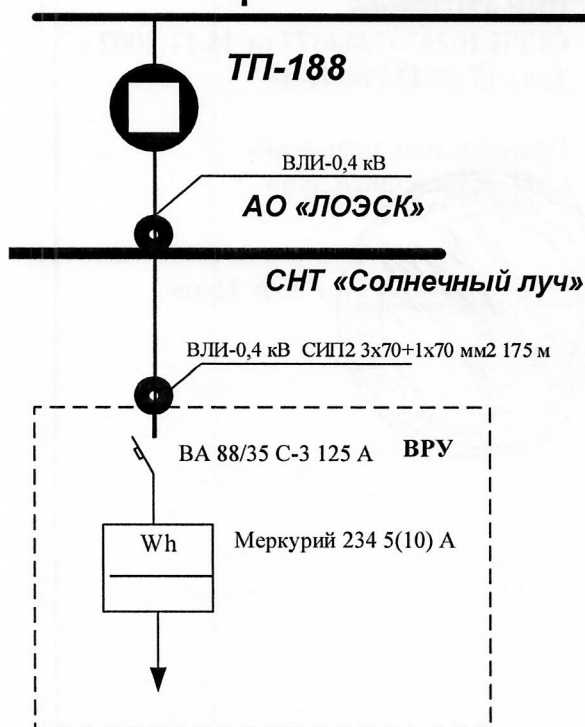 ТП-188
ВЛИ-0,4 кВ
АО «ЛОЭСК»
СНТ «Солнечный луч»
ВЛИ-0,4 кВ СИП2 3х70+1х70 мм2 175 м
ВА 88/35 С-3 125 А ВРУ
Wh Меркурий 234 5(10) А